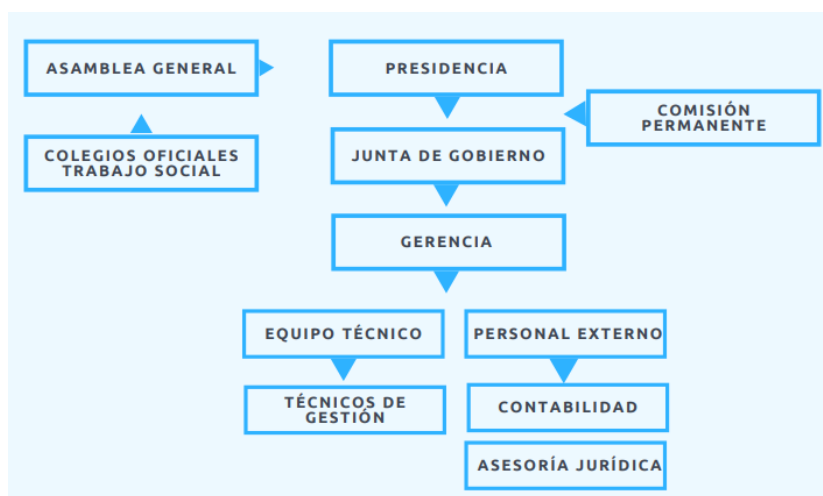 ASAMBLEA GENERAL
PRESIDENCIA
COMISIÓN
PERMANENTE
COLEGIOS OFICIALES
TRABAJO SOCIAL
JUNTA DE GOBIERNO
GERENCIA
EQUIPO TÉCNICO
PERSONAL EXTERNO
TÉCNICOS DE
GESTIÓN
CONTABILIDAD
ASESORÍA JURÍDICA